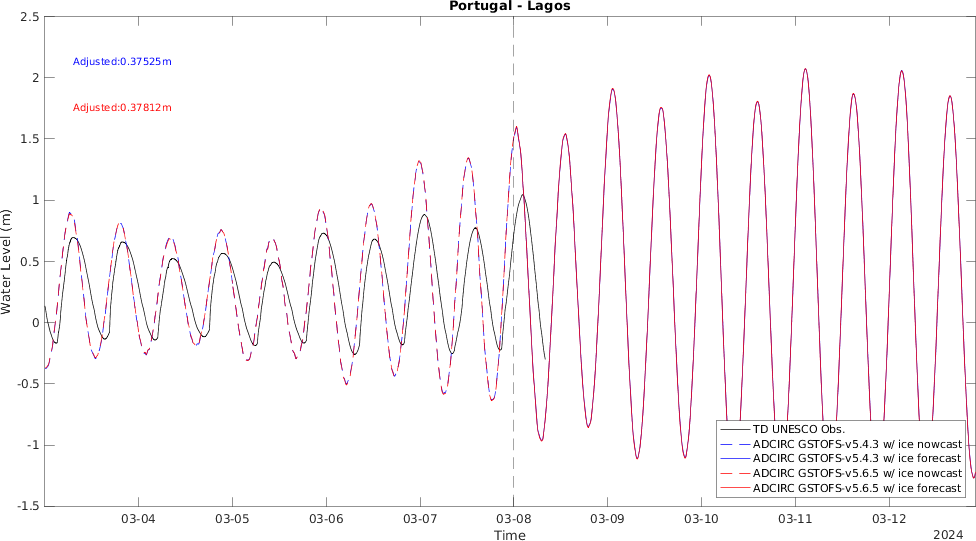 Portugal - Lagos
2.5
Adjusted:0.37525m
2
Adjusted:0.37812m
1.5
1
0.5
0
-0.5
-1
-1.5
Water Level (m)
TD UNESCO Obs.
ADCIRC GSTOFS-v5.4.3 w/ ice nowcast
ADCIRC GSTOFS-v5.4.3 w/ ice forecast
ADCIRC GSTOFS-v5.6.5 w/ ice nowcast
ADCIRC GSTOFS-v5.6.5 w/ ice forecast
03-04 03-05 03-06 03-07 03-08 03-09 03-10 03-11 03-12
Time
2024